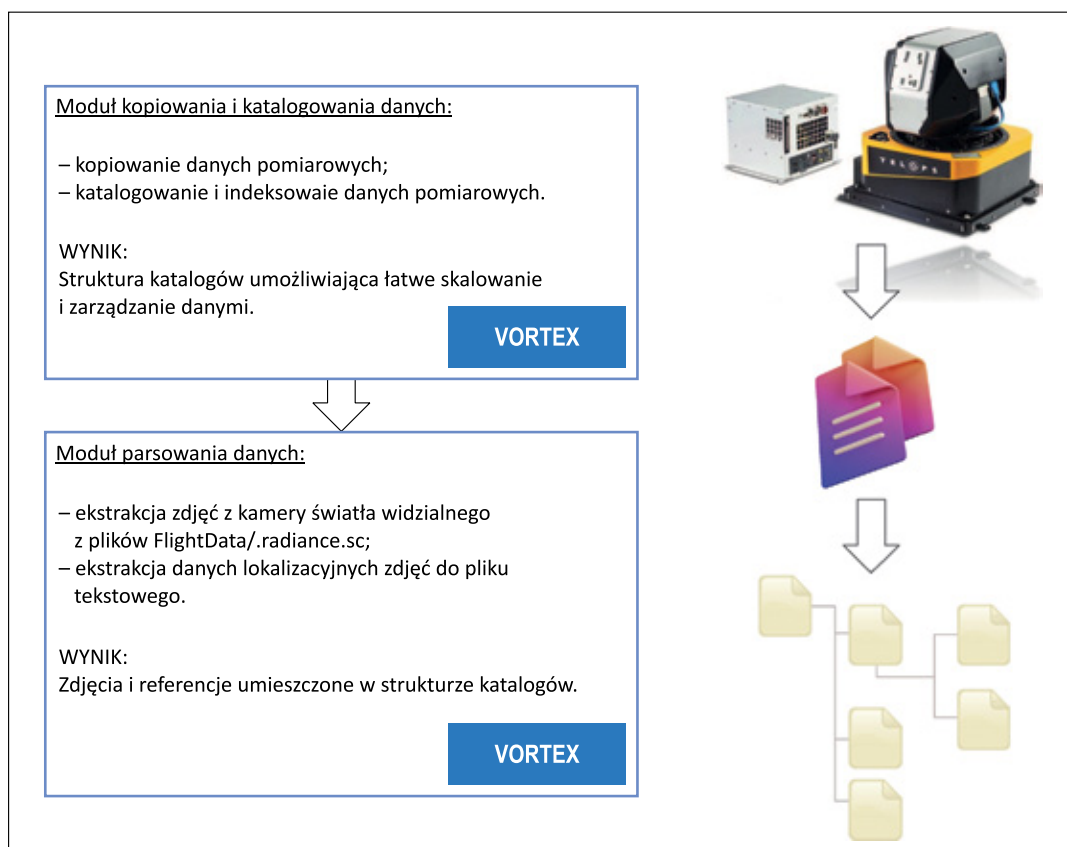 Moduł kopiowania i katalogowania danych:
– kopiowanie danych pomiarowych;
– katalogowanie i indeksowaie danych pomiarowych.
WYNIK:
Struktura katalogów umożliwiająca łatwe skalowanie
i zarządzanie danymi.
VORTEX
Moduł parsowania danych:
– ekstrakcja zdjęć z kamery światła widzialnego
z plików FlightData/.radiance.sc;
– ekstrakcja danych lokalizacyjnych zdjęć do pliku
tekstowego.
WYNIK:
Zdjęcia i referencje umieszczone w strukturze katalogów.
VORTEX
TELOPS